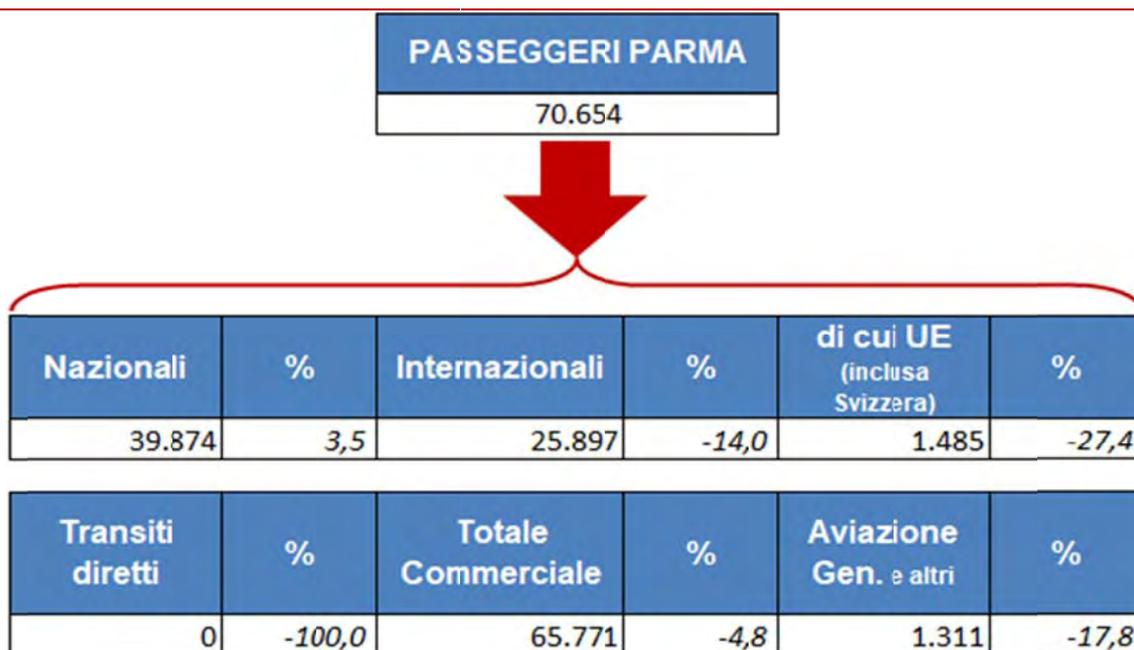 PASSEGGERI PARMA
70.654
Nazionali % Internazionali % di cui UE (inclusa Svizzera) %
39.874 3,5 25.897 -14,0 1.485 -27,4
Transiti diretti % Totale Commerciale % Aviazione Gen. e altri %
0 -100,0 65.771 -4,8 1.311 -17,8